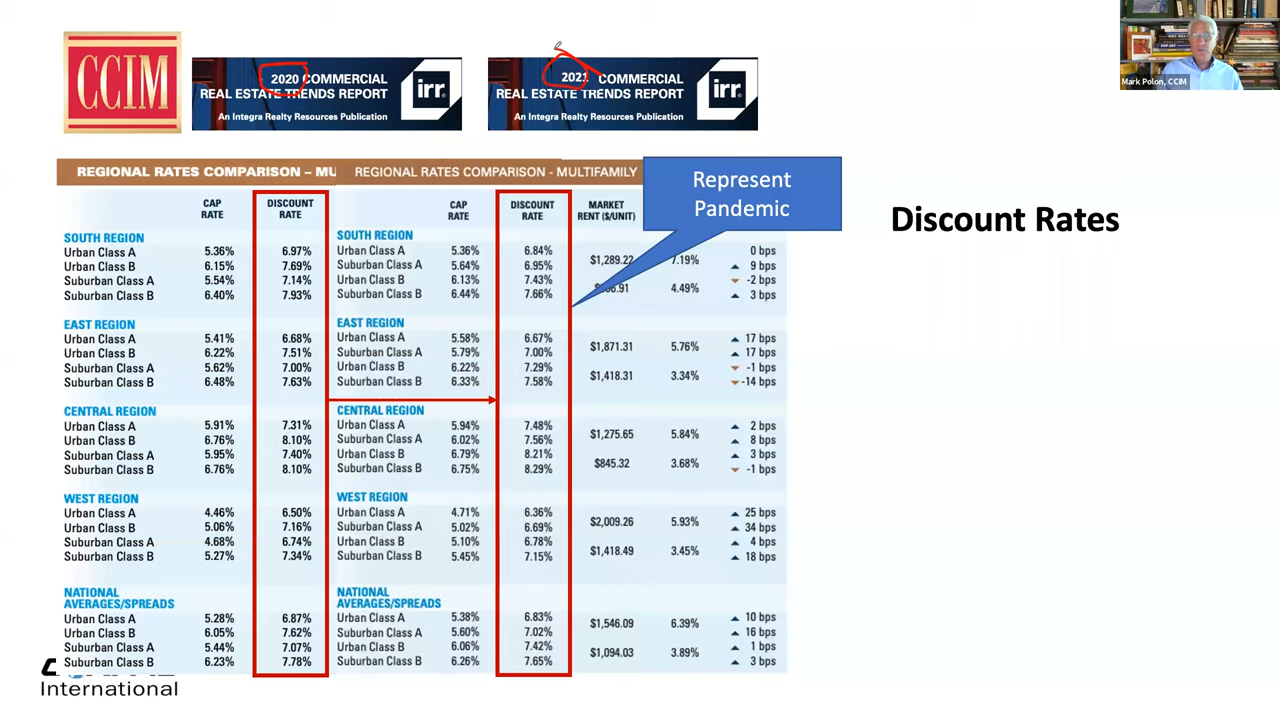 CCIM
2020 COMMERCIAL
REAL ESTATE TRENDS REPORT
An Integra Realty Resources Publication
irr.
2021 COMMERCIAL
REAL ESTATE TRENDS REPORT
An Integra Realty Resources Publication
irr.
Mark Polon, CCIM
Represent
Pandemic
Discount Rates
REGIONAL RATES COMPARISON – MU
CAP RATE DISCOUNT RATE
SOUTH REGION
Urban Class A 5.36% 6.97%
Urban Class B 6.15% 7.69%
Suburban Class A 5.54% 7.14%
Suburban Class B 6.40% 7.93%
EAST REGION
Urban Class A 5.41% 6.68%
Urban Class B 6.22% 7.51%
Suburban Class A 5.62% 7.00%
Suburban Class B 6.48% 7.63%
CENTRAL REGION
Urban Class A 5.91% 7.31%
Urban Class B 6.76% 8.10%
Suburban Class A 5.95% 7.40%
Suburban Class B 6.76% 8.10%
WEST REGION
Urban Class A 4.46% 6.50%
Urban Class B 5.06% 7.16%
Suburban Class A 4.68% 6.74%
Suburban Class B 5.27% 7.34%
NATIONAL
AVERAGES/SPREADS
Urban Class A 5.28% 6.87%
Urban Class B 6.05% 7.62%
Suburban Class A 5.44% 7.07%
Suburban Class B 6.23% 7.78%
REGIONAL RATES COMPARISON - MULTIFAMILY
CAP RATE DISCOUNT RATE MARKET RENT ($/UNIT)
SOUTH REGION
Urban Class A 5.36% 6.84% 0 bps
$1,289.22 7.19%
Suburban Class A 5.64% 6.95% ▲ 9 bps
Urban Class B 6.13% 7.43% ▼ -2 bps
4.49%
Suburban Class B 6.44% 7.66% ▲ 3 bps
EAST REGION
Urban Class A 5.58% 6.67% ▲ 17 bps
$1,871.31 5.76%
Suburban Class A 5.79% 7.00% ▲ 17 bps
Urban Class B 6.22% 7.29% ▼ -1 bps
$1,418.31 3.34%
Suburban Class B 6.33% 7.58% ▼ -14 bps
CENTRAL REGION
Urban Class A 5.94% 7.48% ▲ 2 bps
$1,275.65 5.84%
Suburban Class A 6.02% 7.56% ▲ 8 bps
Urban Class B 6.79% 8.21% ▲ 3 bps
$845.32 3.68%
Suburban Class B 6.75% 8.29% ▼ -1 bps
WEST REGION
Urban Class A 4.71% 6.36% ▲ 25 bps
$2,009.26 5.93%
Suburban Class A 5.02% 6.69% ▲ 34 bps
Urban Class B 5.10% 6.78% ▲ 4 bps
$1,418.49 3.45%
Suburban Class B 5.45% 7.15% ▲ 18 bps
NATIONAL
AVERAGES/SPREADS
Urban Class A 5.38% 6.83% ▲ 10 bps
$1,546.09 6.39%
Suburban Class A 5.60% 7.02% ▲ 16 bps
Urban Class B 6.06% 7.42% ▲ 1 bps
$1,094.03 3.89%
Suburban Class B 6.26% 7.65% ▲ 3 bps
International